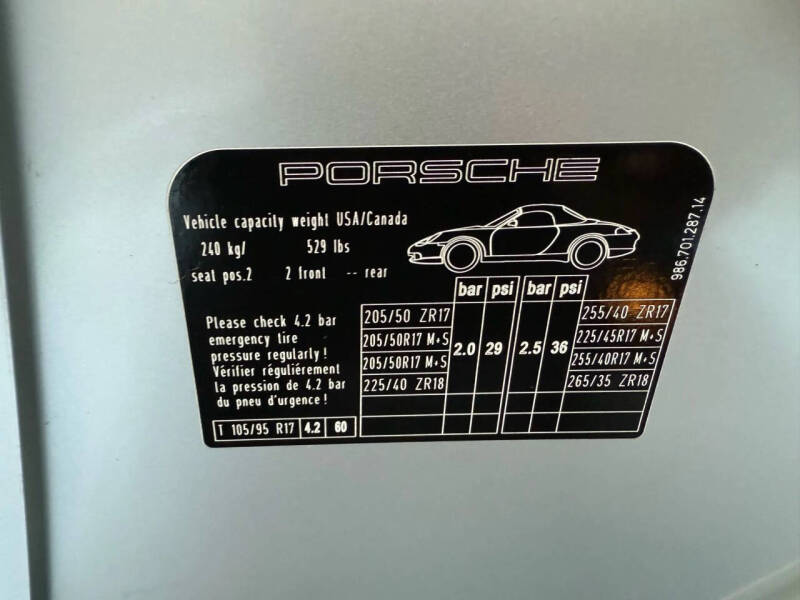 PORSCHE
Vehicle capacity weight USA/Canada
240 kg/ 529 lbs
seat pos.2 2 front -- rear
986.701.287.14
bar psi bar psi
Please check 4.2 bar
emergency tire
pressure regularly!
Vérifier réguliérement
la pression de 4.2 bar
du pneu d'urgence!
T 105/95 R17 4.2 60
205/50 ZR17
205/50R17 M+S
205/50R17 M+S
225/40 ZR18
2.0 29 2.5 36
255/40 ZR17
225/45R17 M+S
255/40R17 M+S
265/35 ZR18